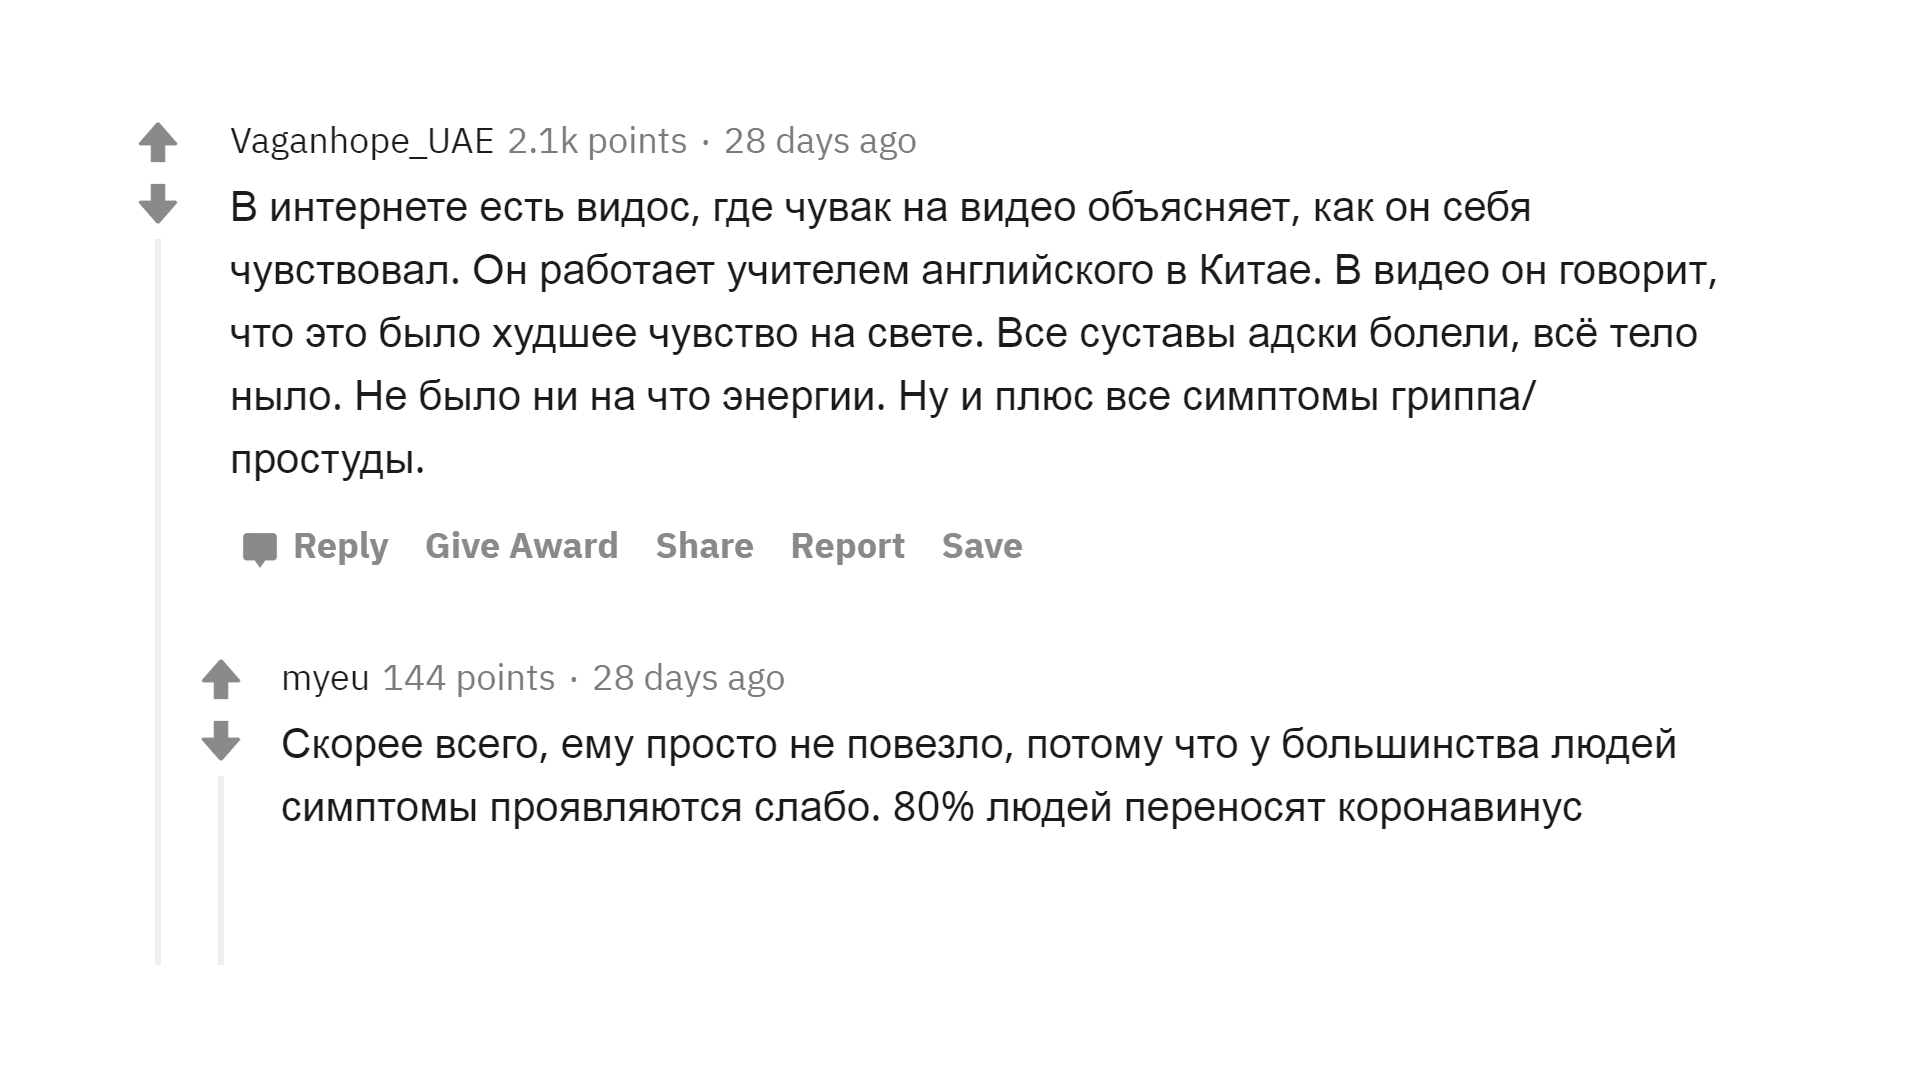 Vaganhope_UAE 2.1k points · 28 days ago
В интернете есть видос, где чувак на видео объясняет, как он себя
чувствовал. Он работает учителем английского в Китае. В видео он говорит,
что это было худшее чувство на свете. Все суставы адски болели, всё тело
ныло. Не было ни на что энергии. Ну и плюс все симптомы гриппа/
простуды.
Reply Give Award Share Report Save
myeu 144 points · 28 days ago
Скорее всего, ему просто не повезло, потому что у большинства людей
симптомы проявляются слабо. 80% людей переносят коронавинус